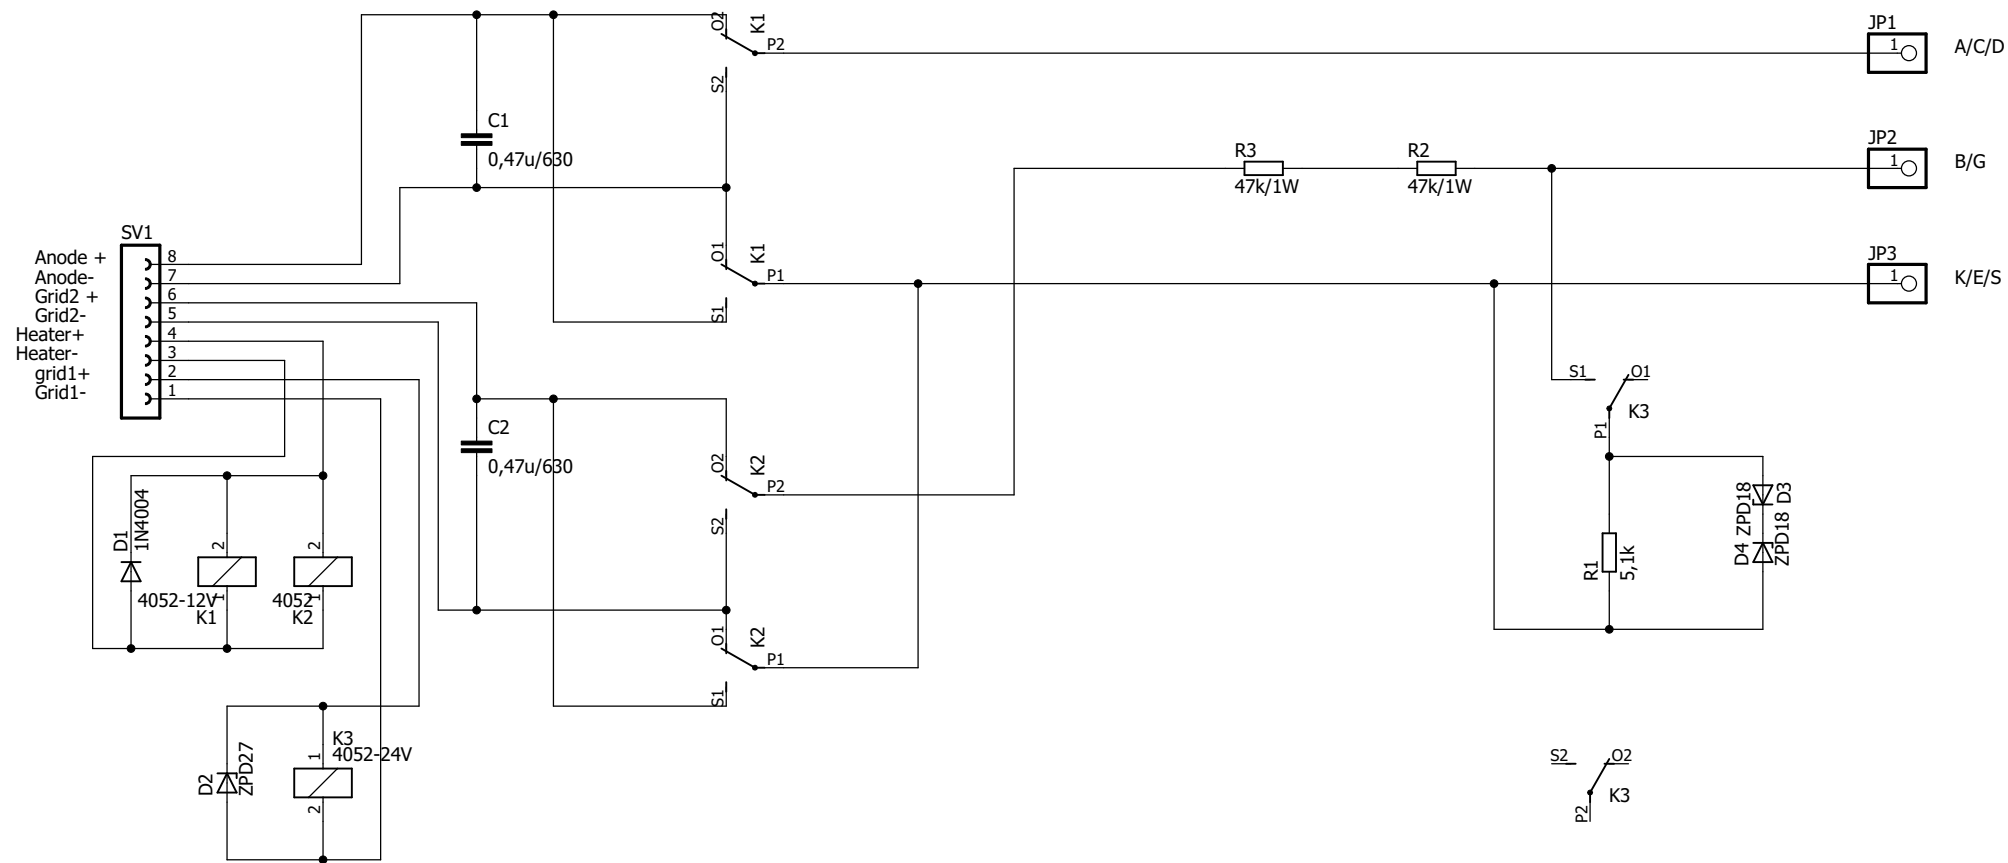 O2
K1
P2
S2
JP1
1
A/C/D
C1
0,47u/630
R3
47k/1W
R2
47k/1W
JP2
1
B/G
SV1
Anode +
8
Anode-
7
Grid2 +
6
Grid2-
5
Heater+
4
Heater-
3
grid1+
2
Grid1-
1
O1
K1
P1
S1
JP3
1
K/E/S
S1
O1
K3
P1
C2
0,47u/630
O2
K2
P2
S2
D1
1N4004
2
2
4052-12V
1
K1
4052
1
K2
O1
K2
P1
S1
R1
5,1k
D4 ZPD18
ZPD18 D3
K3
4052-24V
1
2
D2
ZPD27
S2
O2
K3
P2